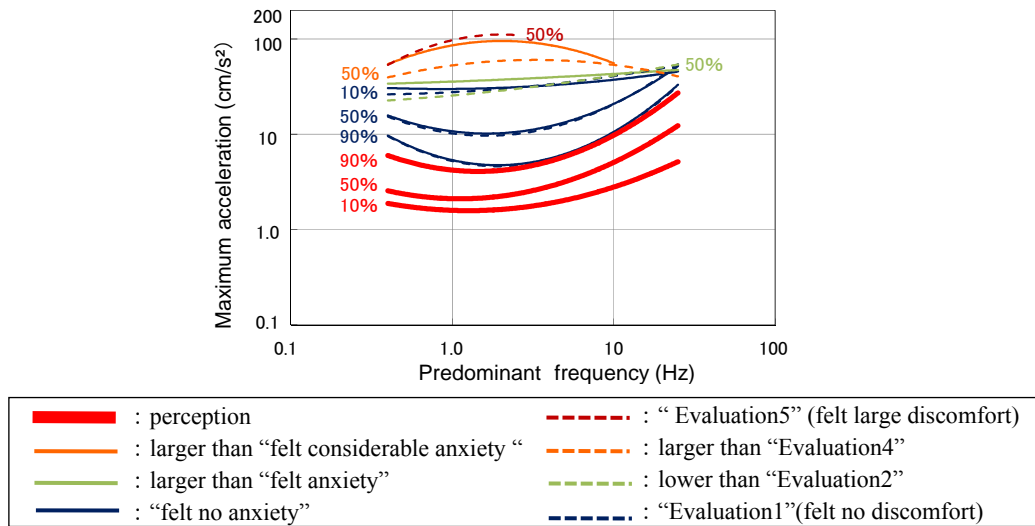 200
100
10
1.0
0.1
Maximum acceleration (cm/s²)
50%
50%
50%
10%
50%
90%
90%
50%
10%
0.1
1.0
10
100
Predominant frequency (Hz)
: perception
: larger than “felt considerable anxiety “
: larger than “felt anxiety”
: “felt no anxiety”
: “ Evaluation5” (felt large discomfort)
: larger than “Evaluation4”
: lower than “Evaluation2”
: “Evaluation1”(felt no discomfort)